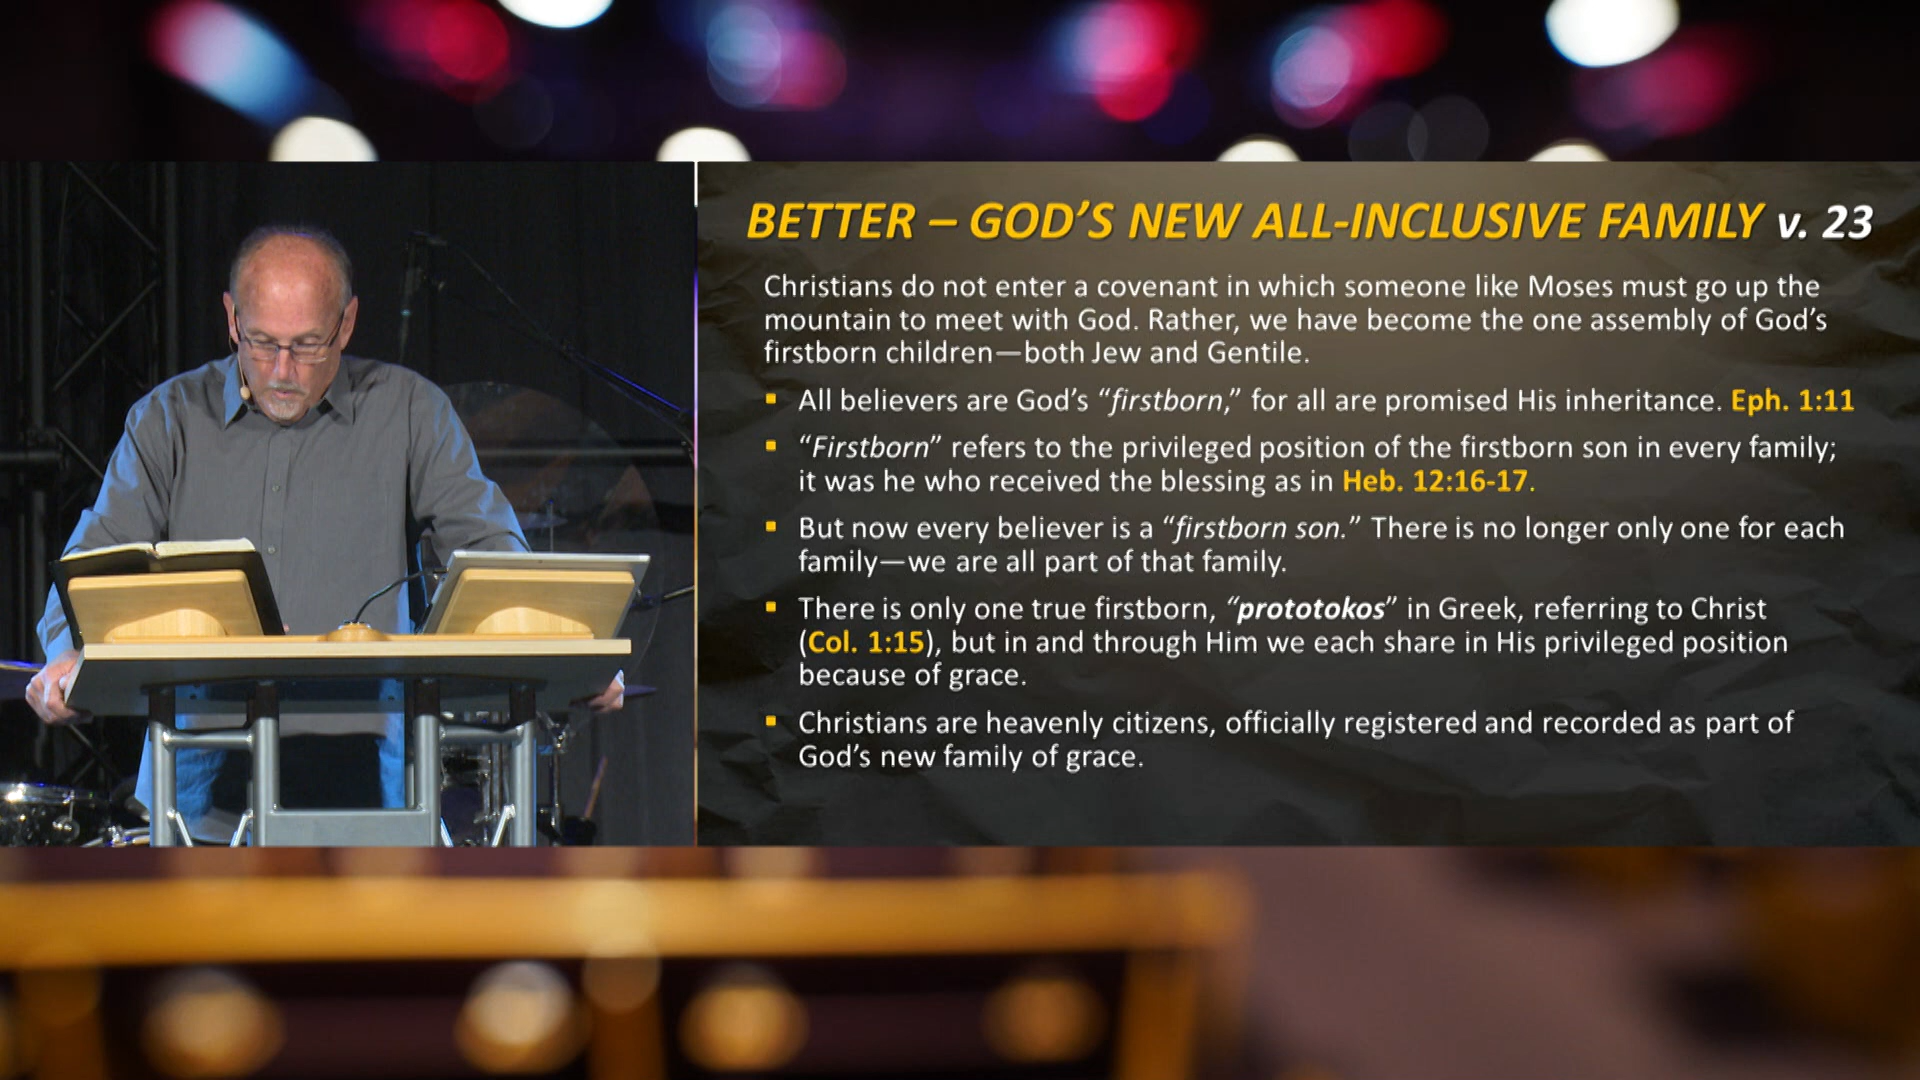 BETTER – GOD'S NEW ALL-INCLUSIVE FAMILY v. 23
Christians do not enter a covenant in which someone like Moses must go up the
mountain to meet with God. Rather, we have become the one assembly of God's
firstborn children—both Jew and Gentile.
▪ All believers are God's “firstborn,” for all are promised His inheritance. Eph. 1:11
▪ “Firstborn” refers to the privileged position of the firstborn son in every family;
it was he who received the blessing as in Heb. 12:16-17.
▪ But now every believer is a “firstborn son.” There is no longer only one for each
family—we are all part of that family.
▪ There is only one true firstborn, “prototokos” in Greek, referring to Christ
(Col. 1:15), but in and through Him we each share in His privileged position
because of grace.
▪ Christians are heavenly citizens, officially registered and recorded as part of
God's new family of grace.